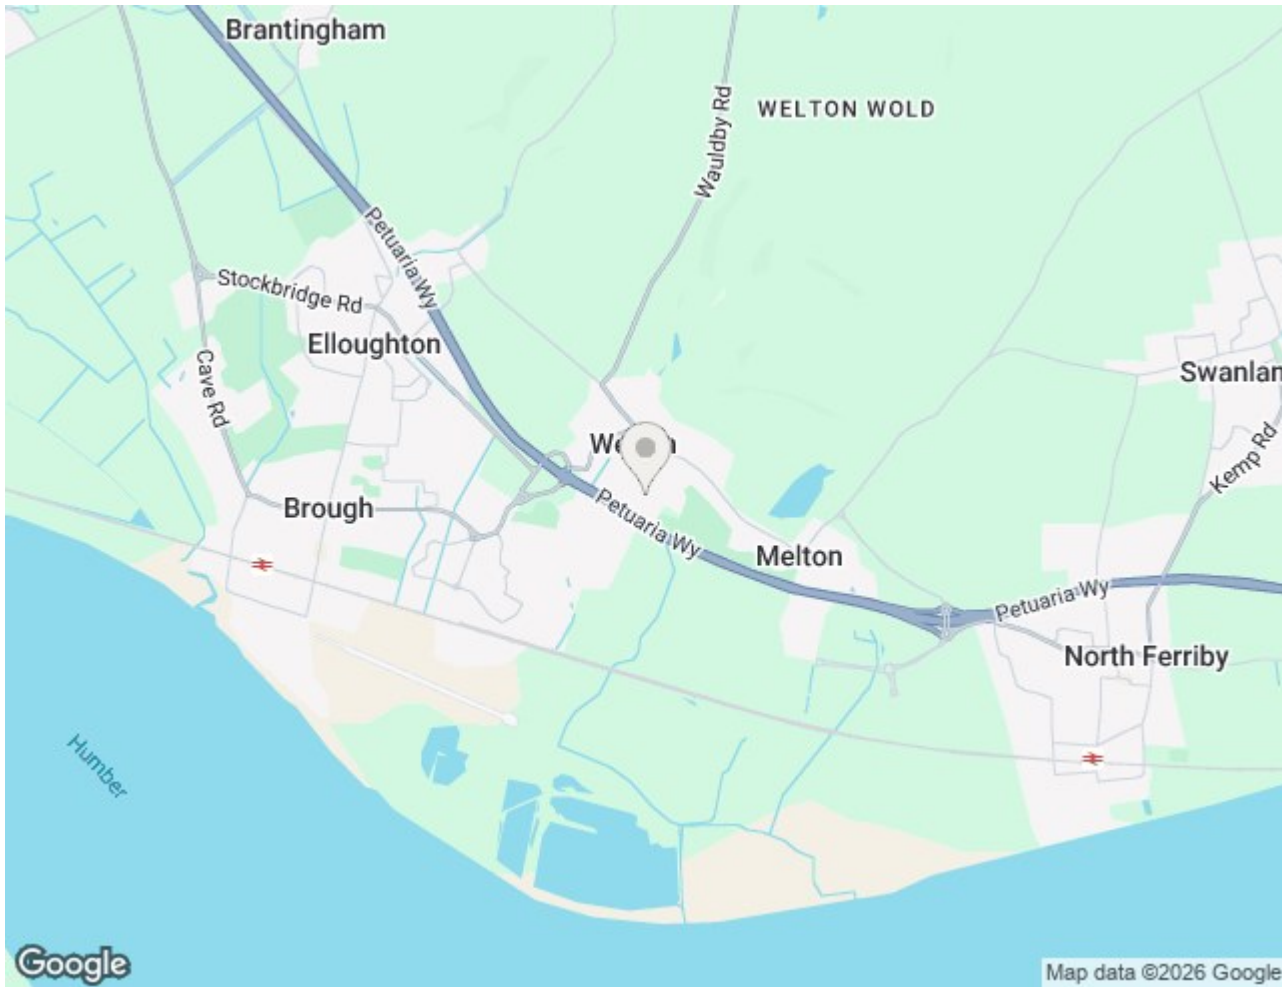 Brantingham
WELTON WOLD
Wauldby Rd
Petuaria Wy
Stockbridge Rd
Elloughton
Cave Rd
Swanlan
Kemp Rd
Brough
Petuaria Wy
Melton
Petuaria Wy
North Ferriby
Humber
Google
Map data ©2026 Google